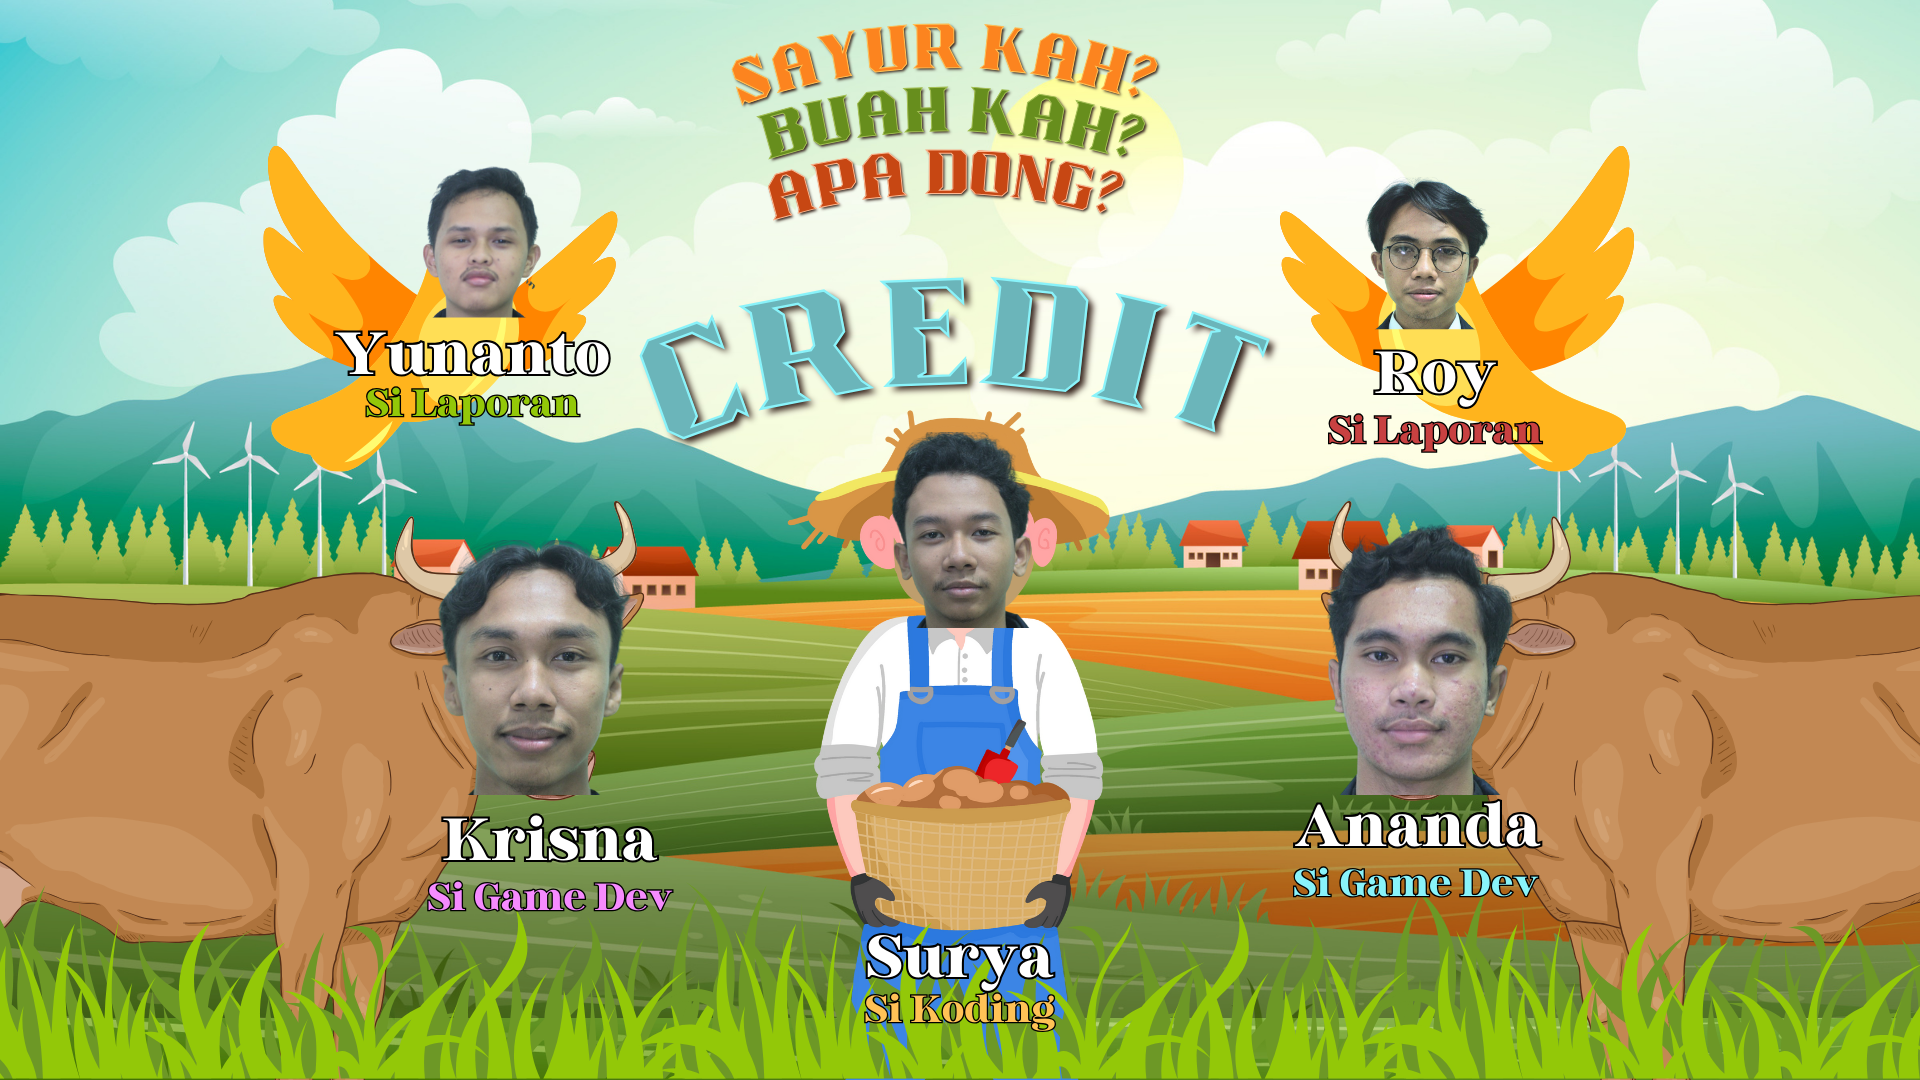 SAYUR KAH?
BUAH KAH?
APA DONG?
CREDIT
Yunanto
Si Laporan
Roy
Si Laporan
Krisna
Si Game Dev
Ananda
Si Game Dev
Surya
Si Koding